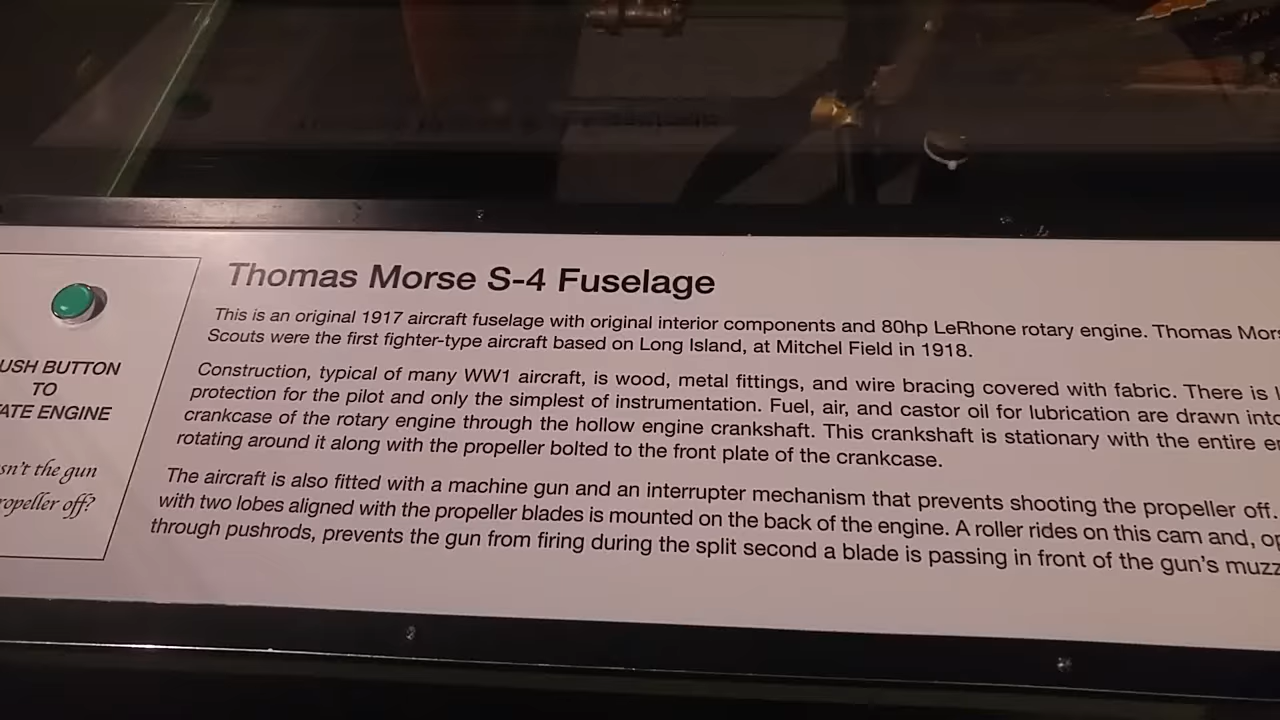 Thomas Morse S-4 Fuselage
This is an original 1917 aircraft fuselage with original interior components and 80hp LeRhone rotary engine. Thomas
Scouts were the first fighter-type aircraft based on Long Island, at Mitchel Field in 1918.
Construction, typical of many WW1 aircraft, is wood, metal fittings, and wire bracing covered with fabric. There is
protection for the pilot and only the simplest of instrumentation. Fuel, air, and castor oil for lubrication are drawn into
crankcase of the rotary engine through the hollow engine crankshaft. This crankshaft is stationary with the entire
rotating around it along with the propeller bolted to the front plate of the crankcase.
The aircraft is also fitted with a machine gun and an interrupter mechanism that prevents shooting the propeller off.
with two lobes aligned with the propeller blades is mounted on the back of the engine. A roller rides on this cam and,
through pushrods, prevents the gun from firing during the split second a blade is passing in front of the gun's
BUTTON
TO
ENGINE
the gun
off?